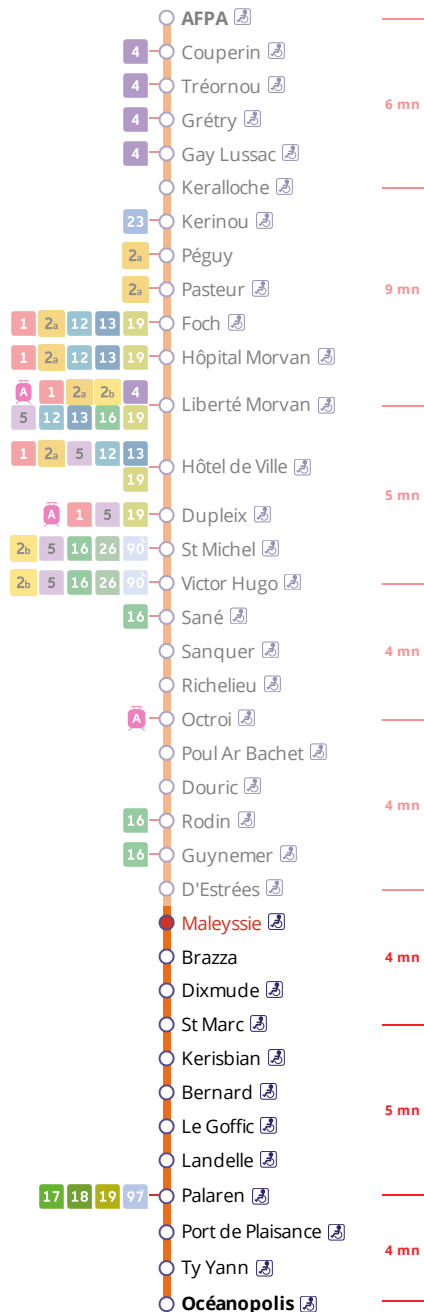 AFPA
4 Couperin
4 Tréornou
4 Grétry
6 mn
4 Gay Lussac
Keralloche
23 Kerinou
2a Péguy
2a Pasteur
9 mn
1 2a 12 13 19 Foch
1 2a 12 13 19 Hôpital Morvan
A 1 2a 2b 4
Liberté Morvan
5 12 13 16 19
1 2a 5 12 13
Hôtel de Ville
19
5 mn
A 1 5 19 Dupleix
2b 5 16 26 90 St Michel
2b 5 16 26 90 Victor Hugo
16 Sané
Sanquer
4 mn
Richelieu
A Octroi
Poul Ar Bachet
Douric
4 mn
16 Rodin
16 Guynemer
D'Estrées
Maleyssie
Brazza
4 mn
Dixmude
St Marc
Kerisbian
Bernard
5 mn
Le Goffic
Landelle
17 18 19 97 Palaren
Port de Plaisance
4 mn
Ty Yann
Océanopolis